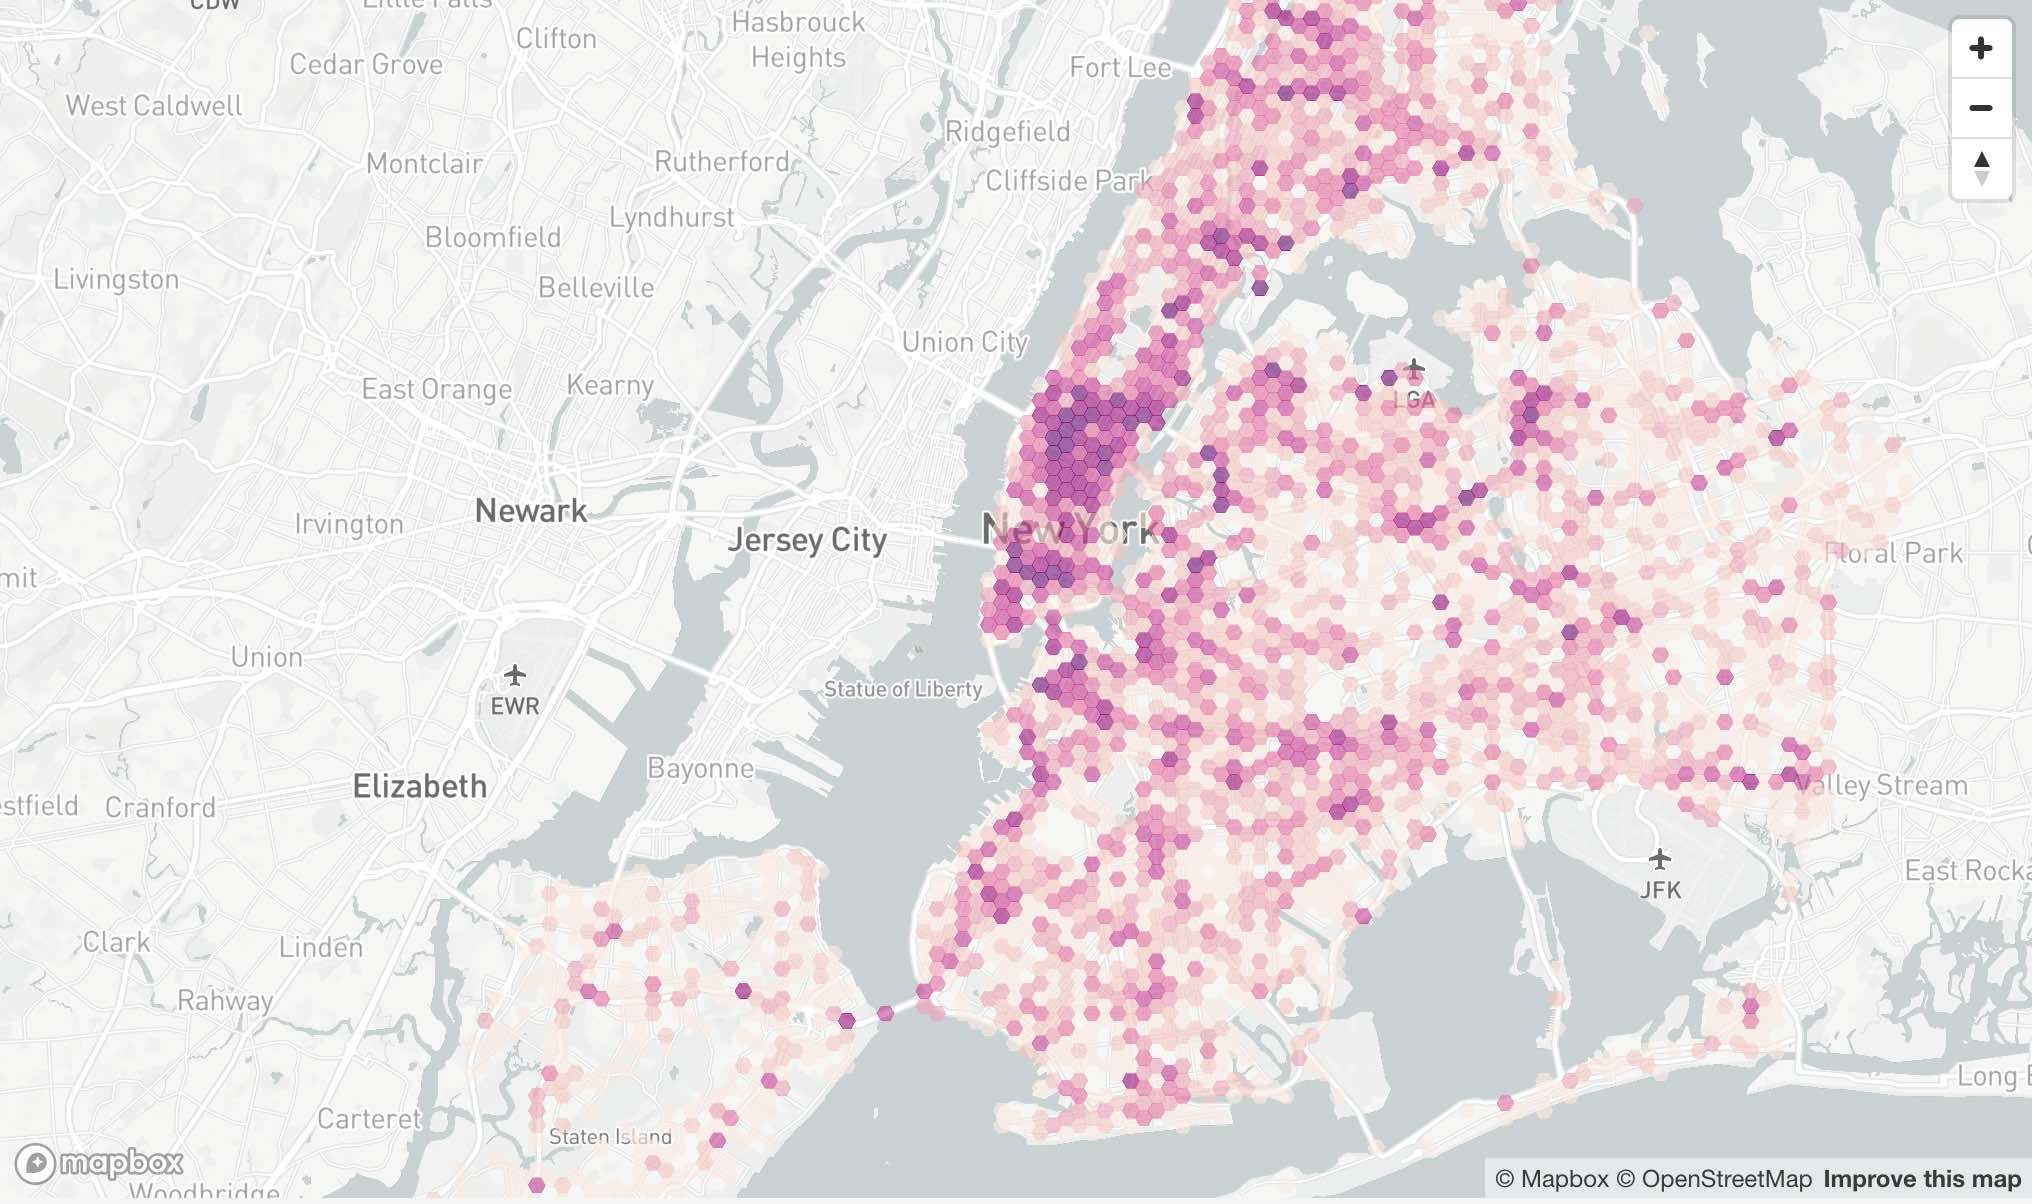 CDW
Little Falls
Clifton
Hasbrouck
Heights
Cedar Grove
Fort Lee
West Caldwell
Ridgefield
Montclair
Rutherford
Cliffside Park
Lyndhurst
Bloomfield
Livingston
Belleville
Union City
LGA
East Orange
Kearny
Newark
Irvington
Jersey City
New York
Floral Park
mit
Union
Statue of Liberty
EWR
Bayonne
Elizabeth
Valley Stream
estfield
Cranford
East Rocka
JFK
Clark
Linden
Rahway
Long B
Carteret
Staten Island
mapbox
Woodbridge
© Mapbox © OpenStreetMap Improve this map